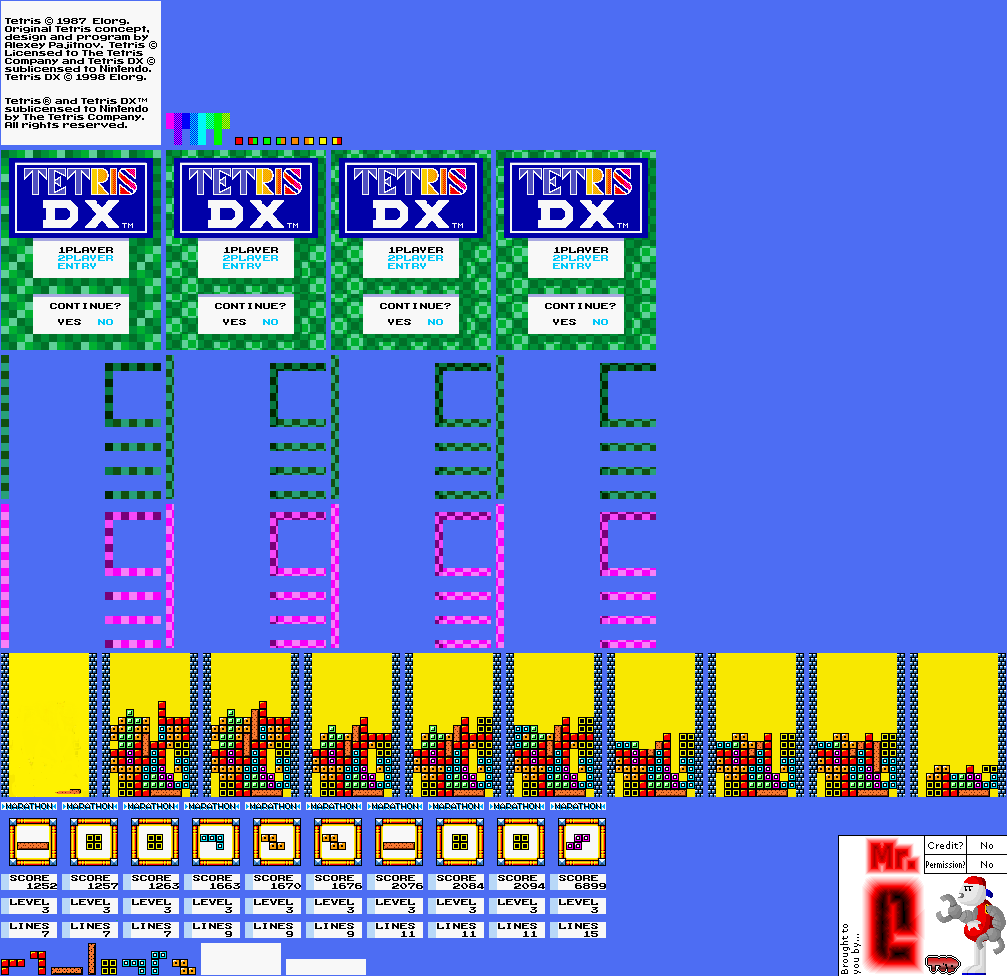 Tetris © 1987 Elorg.
Original Tetris concept,
design and program by
Alexey Pajitnov. Tetris ©
Licensed to The Tetris
Company and Tetris DX ©
sublicensed to Nintendo.
Tetris DX © 1998 Elorg.
Tetris® and Tetris DX™
sublicensed to Nintendo
by The Tetris Company.
All rights reserved.
TETRIS TETRIS TETRIS TETRIS
DX™ DX™ DX™ DX™
1PLAYER 1PLAYER 1PLAYER 1PLAYER
2PLAYER 2PLAYER 2PLAYER 2PLAYER
ENTRY ENTRY ENTRY ENTRY
CONTINUE? CONTINUE? CONTINUE? CONTINUE?
YES NO YES NO YES NO YES NO
MARATHON MARATHON MARATHON MARATHON MARATHON MARATHON MARATHON MARATHON MARATHON MARATHON
SCORE SCORE SCORE SCORE SCORE SCORE SCORE SCORE SCORE SCORE
1252 1257 1263 1663 1670 1676 2076 2084 2094 6899
LEVEL LEVEL LEVEL LEVEL LEVEL LEVEL LEVEL LEVEL LEVEL LEVEL
3 3 3 3 3 3 3 3 3 3
LINES LINES LINES LINES LINES LINES LINES LINES LINES LINES
7 7 7 9 9 9 11 11 11 15
Brought to
you by...
Mr.
C
Credit? No
Permission? No